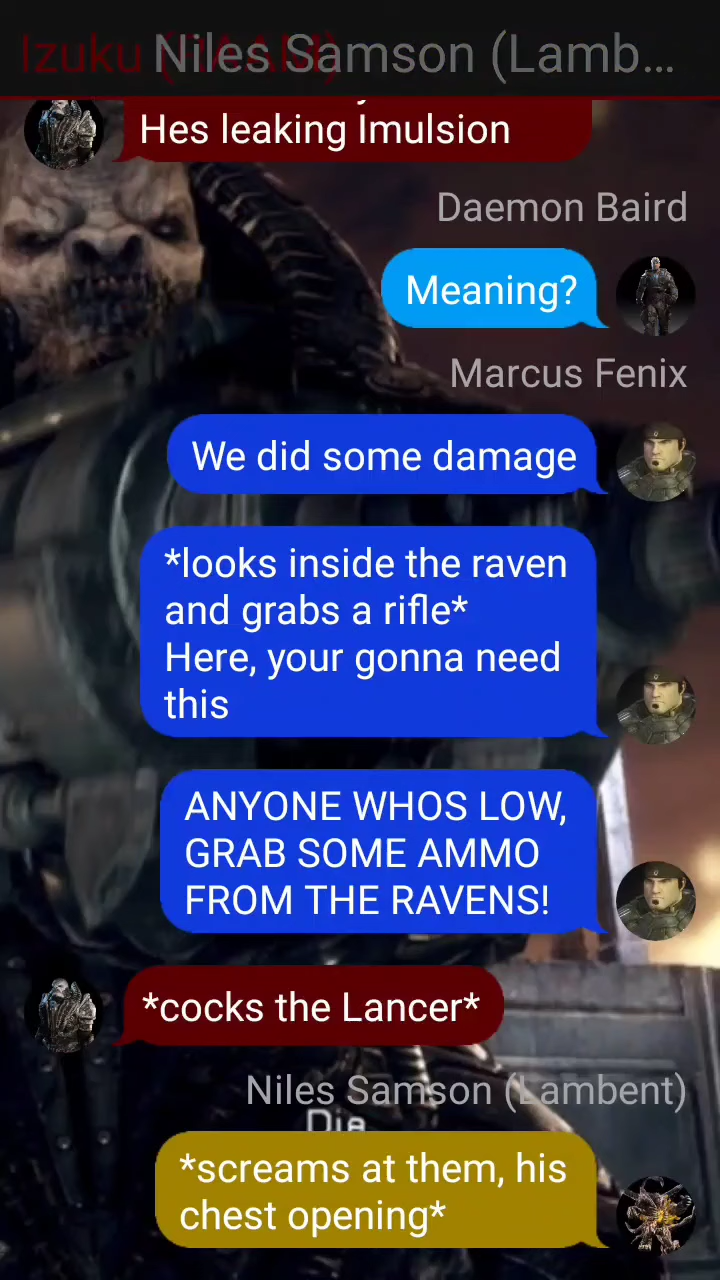 Izuku (RAAM)
Niles Samson (Lamb...
Hes leaking Imulsion
Daemon Baird
Meaning?
Marcus Fenix
We did some damage
*looks inside the raven
and grabs a rifle*
Here, your gonna need
this
ANYONE WHOS LOW,
GRAB SOME AMMO
FROM THE RAVENS!
*cocks the Lancer*
Niles Samson (Lambent)
Die
*screams at them, his
chest opening*